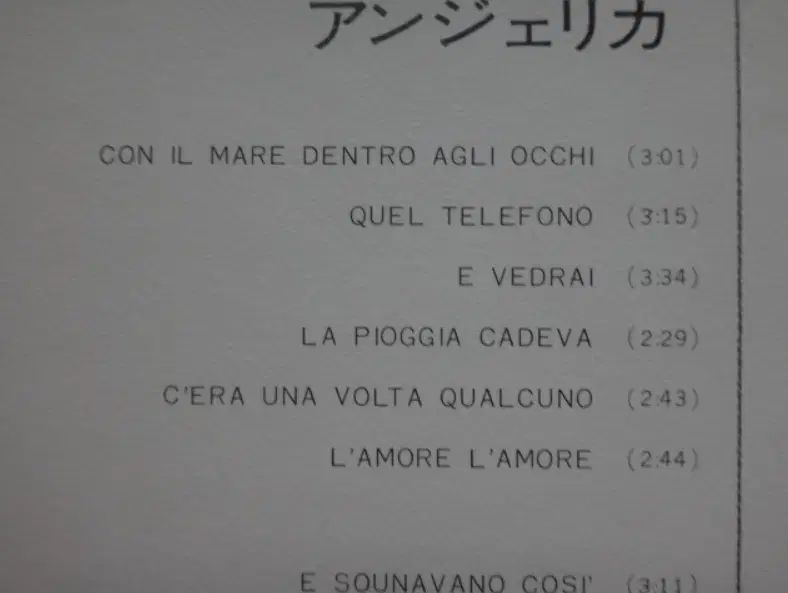 アンジェリカ
CON IL MARE DENTRO AGLI OCCHI (3:01)
QUEL TELEFONO (3:15)
E VEDRAI (3:34)
LA PIOGGIA CADEVA (2:29)
C'ERA UNA VOLTA QUALCUNO (2:43)
L'AMORE L'AMORE (2:44)
E SOUNAVANO COSI' (3:11)